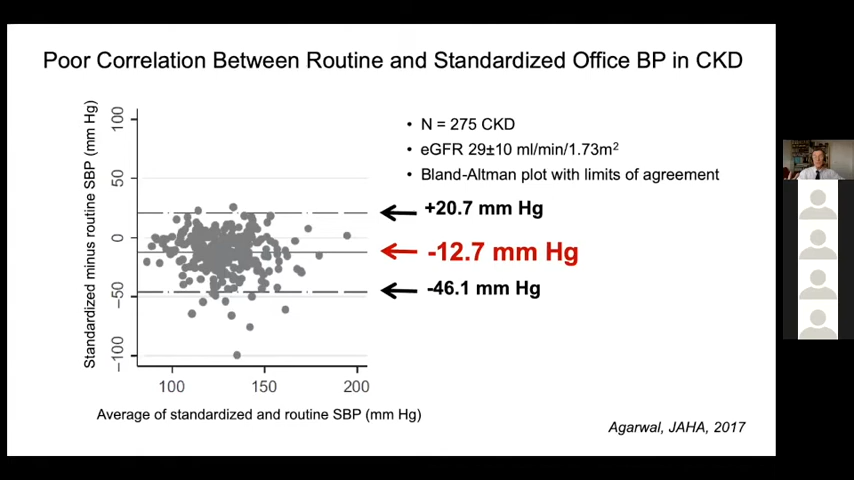 Poor Correlation Between Routine and Standardized Office BP in CKD
Standardized minus routine SBP (mm Hg)
100
50
0
−50
−100
100 150 200
Average of standardized and routine SBP (mm Hg)
• N = 275 CKD
• eGFR 29±10 ml/min/1.73m²
• Bland-Altman plot with limits of agreement
+20.7 mm Hg
-12.7 mm Hg
-46.1 mm Hg
Agarwal, JAHA, 2017